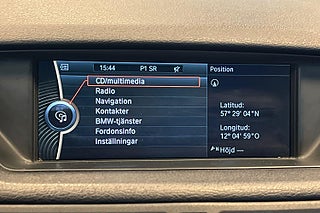 15:44 P1 SR
Position
CD/multimedia
Radio
Navigation
Kontakter
BMW-tjänster
Fordonsinfo
Inställningar
Latitud:
57° 29' 04" N
Longitud:
12° 04' 59" O
Höjd ---